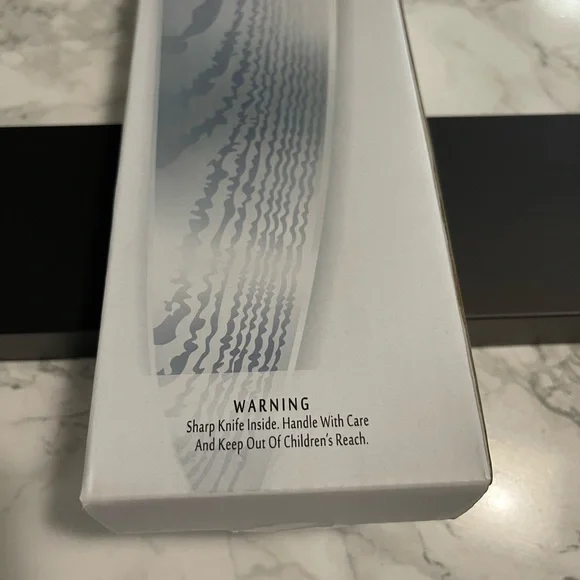 WARNING
Sharp Knife Inside. Handle With Care
And Keep Out Of Children's Reach.